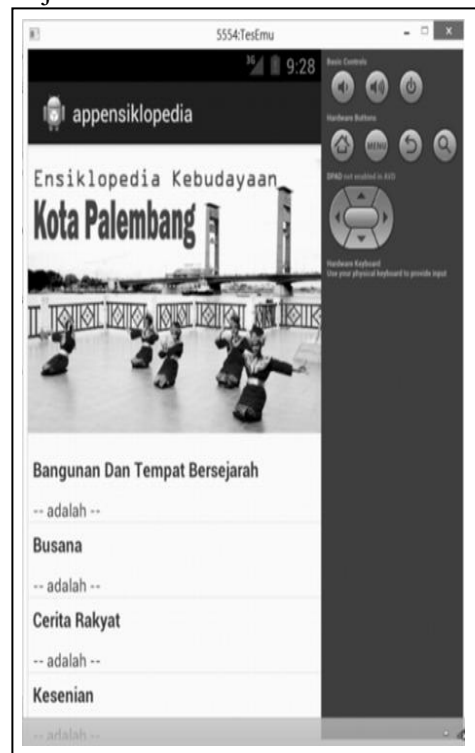 5554:TesEmu
3G 9:28
appensiklopedia
Ensiklopedia Kebudayaan
Kota Palembang
Bangunan Dan Tempat Bersejarah
-- adalah --
Busana
-- adalah --
Cerita Rakyat
-- adalah --
Kesenian
-- adalah --
Basic Controls
Hardware Buttons
MENU
DPAD not enabled in AVD
Hardware Keyboard
Use your physical keyboard to provide input